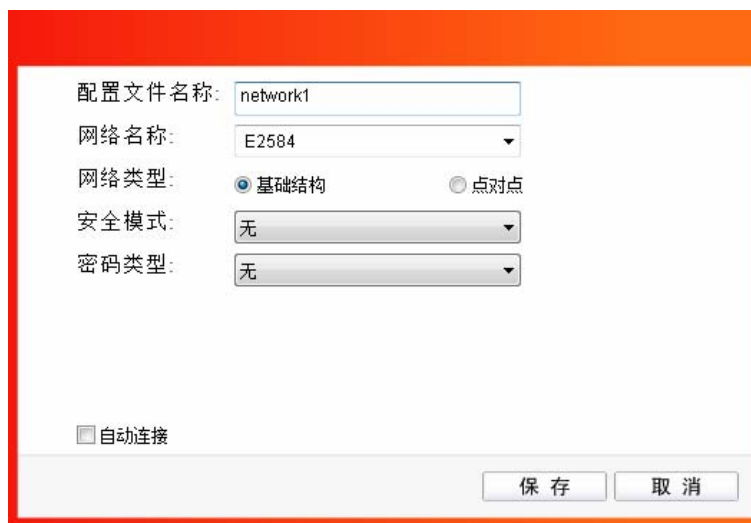 配置文件名称: network1
网络名称: E2584
网络类型: 基础结构 点对点
安全模式: 无
密码类型: 无
自动连接
保存 取消